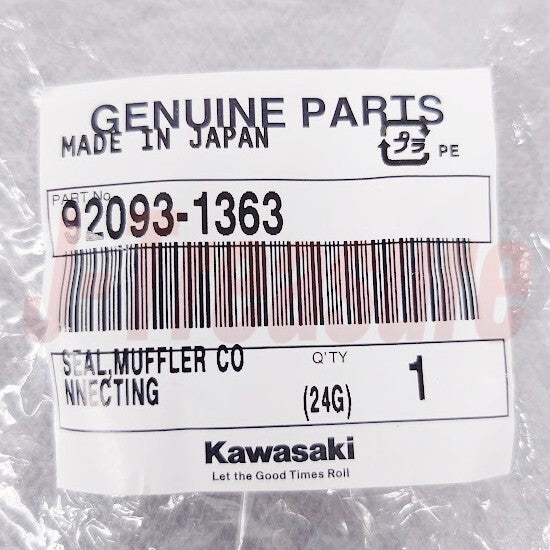 GENUINE PARTS
MADE IN JAPAN
プラ PE
PART No.
92093-1363
J-Treasure
SEAL,MUFFLER CO
NNECTING
Q'TY
(24G) 1
Kawasaki
Let the Good Times Roll